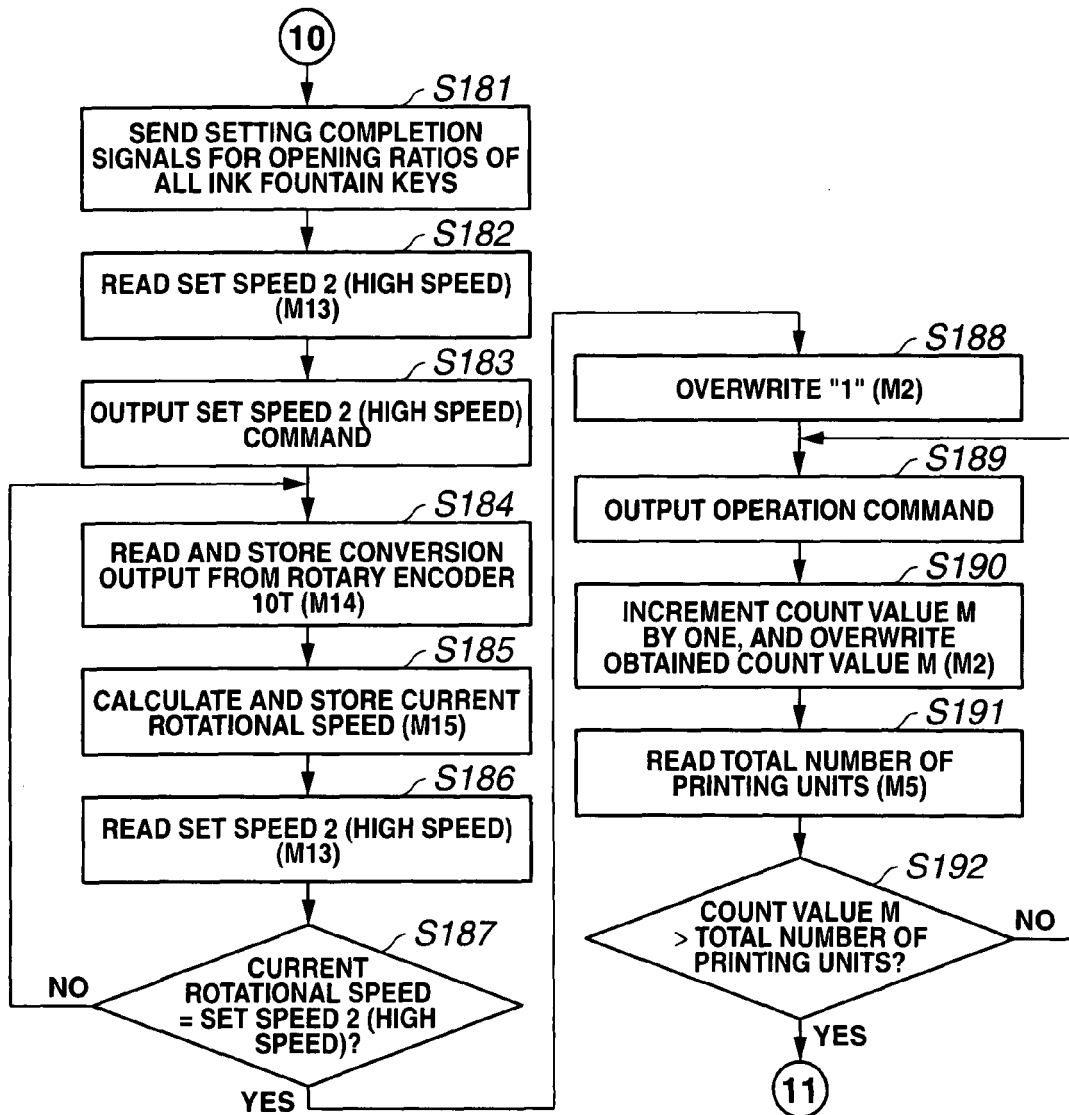 10
S181
SEND SETTING COMPLETION
SIGNALS FOR OPENING RATIOS OF
ALL INK FOUNTAIN KEYS
S182
READ SET SPEED 2 (HIGH SPEED)
(M13)
S183
OUTPUT SET SPEED 2 (HIGH SPEED)
COMMAND
S184
READ AND STORE CONVERSION
OUTPUT FROM ROTARY ENCODER
10T (M14)
S185
CALCULATE AND STORE CURRENT
ROTATIONAL SPEED (M15)
S186
READ SET SPEED 2 (HIGH SPEED)
(M13)
S187
CURRENT
ROTATIONAL SPEED
= SET SPEED 2 (HIGH
SPEED)?
NO
YES
S188
OVERWRITE "1" (M2)
S189
OUTPUT OPERATION COMMAND
S190
INCREMENT COUNT VALUE M
BY ONE, AND OVERWRITE
OBTAINED COUNT VALUE M (M2)
S191
READ TOTAL NUMBER OF
PRINTING UNITS (M5)
S192
COUNT VALUE M
> TOTAL NUMBER OF
PRINTING UNITS?
NO
YES
11